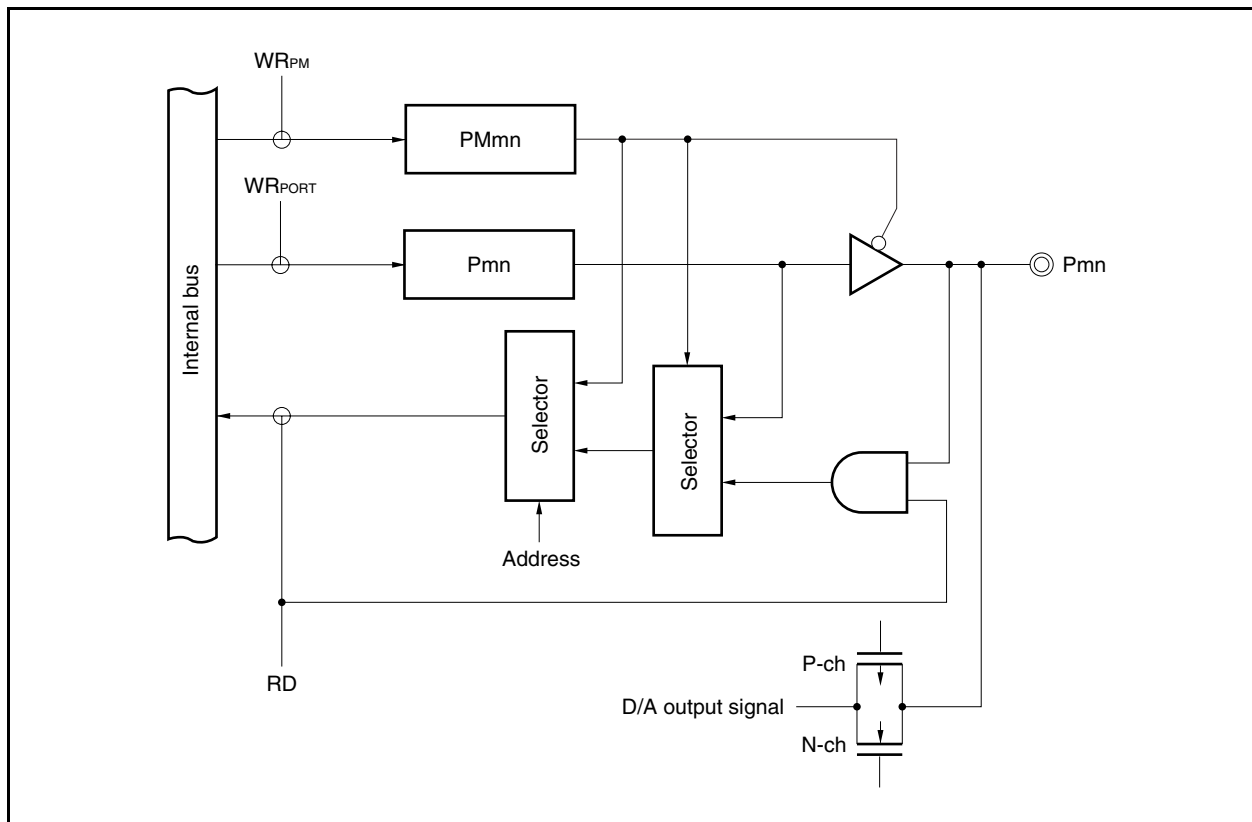 WRPM
PMmn
WRPORT
Pmn
Pmn
Internal bus
Selector
Selector
Address
RD
P-ch
D/A output signal
N-ch